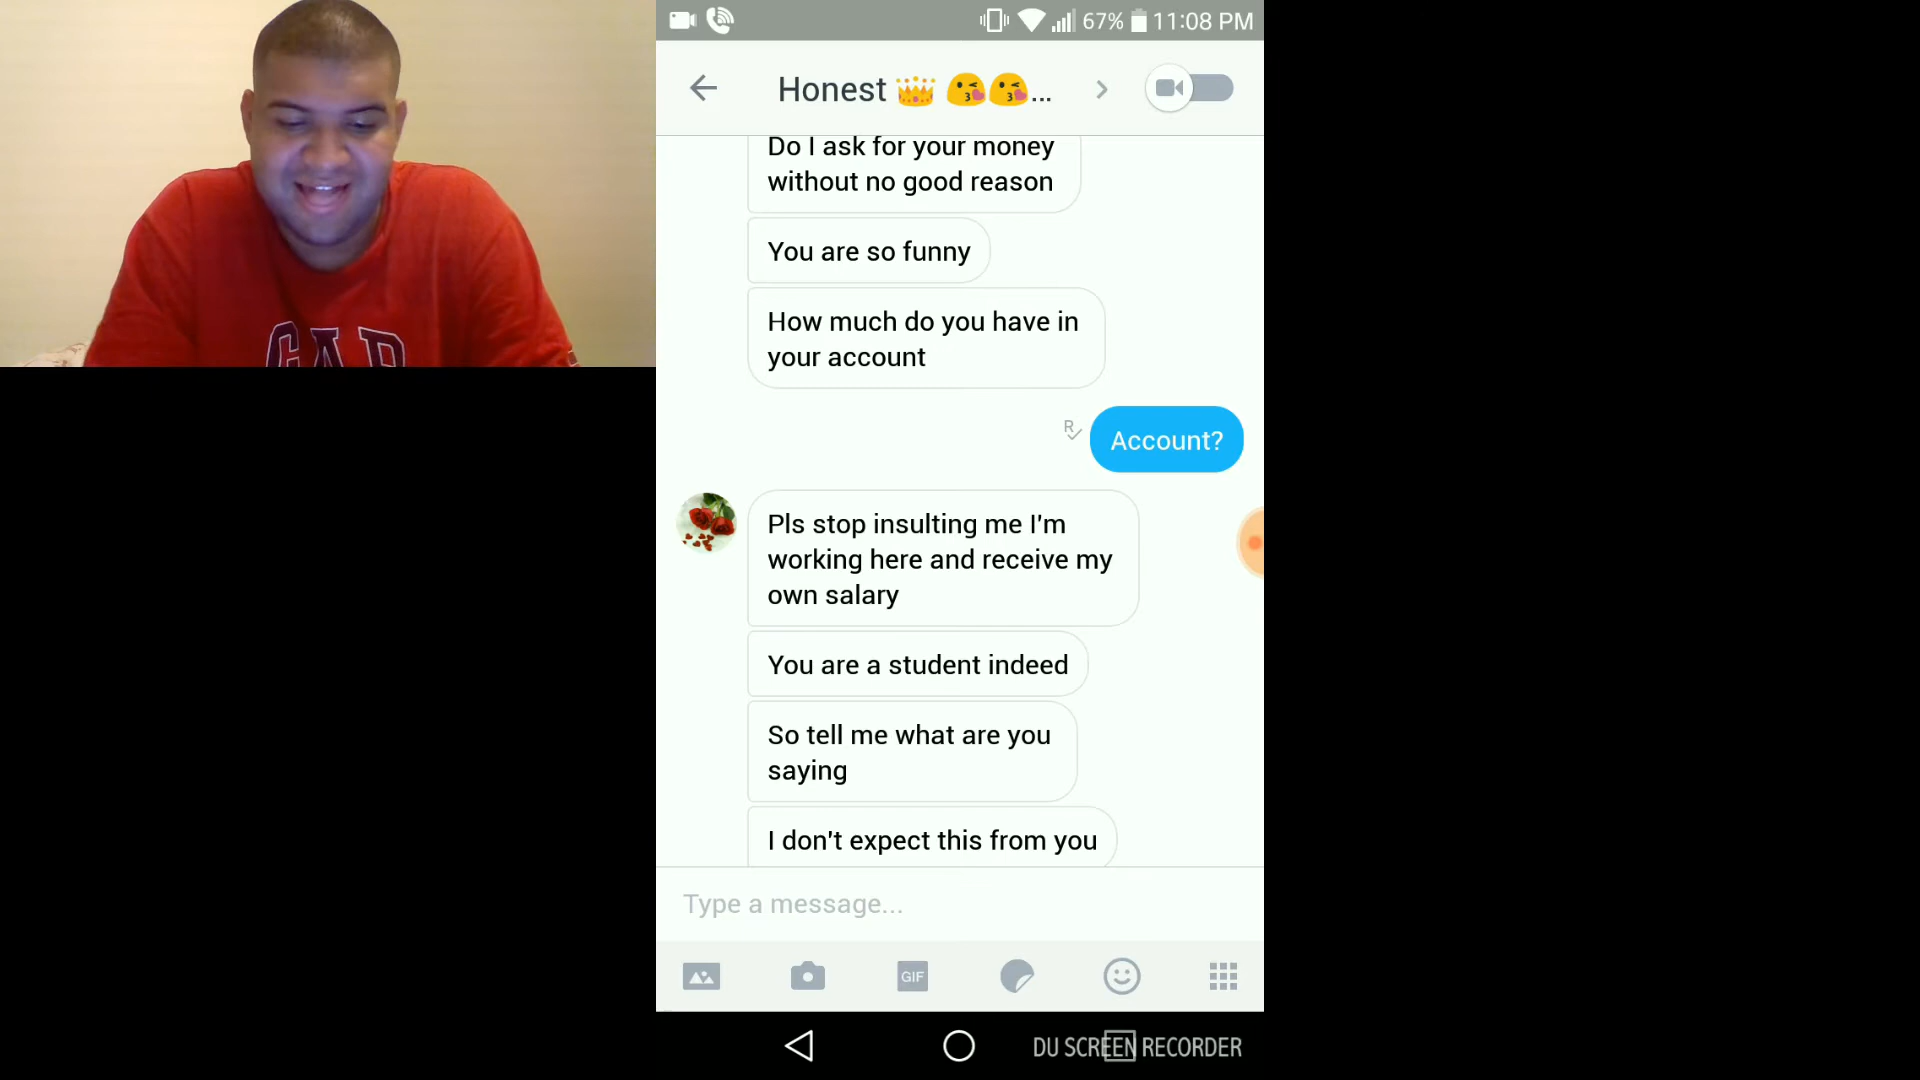 GAP
67% 11:08 PM
Honest 👑 😘😘...
Do I ask for your money
without no good reason
You are so funny
How much do you have in
your account
R
Account?
Pls stop insulting me I'm
working here and receive my
own salary
You are a student indeed
So tell me what are you
saying
I don't expect this from you
Type a message...
GIF
DU SCREEN RECORDER